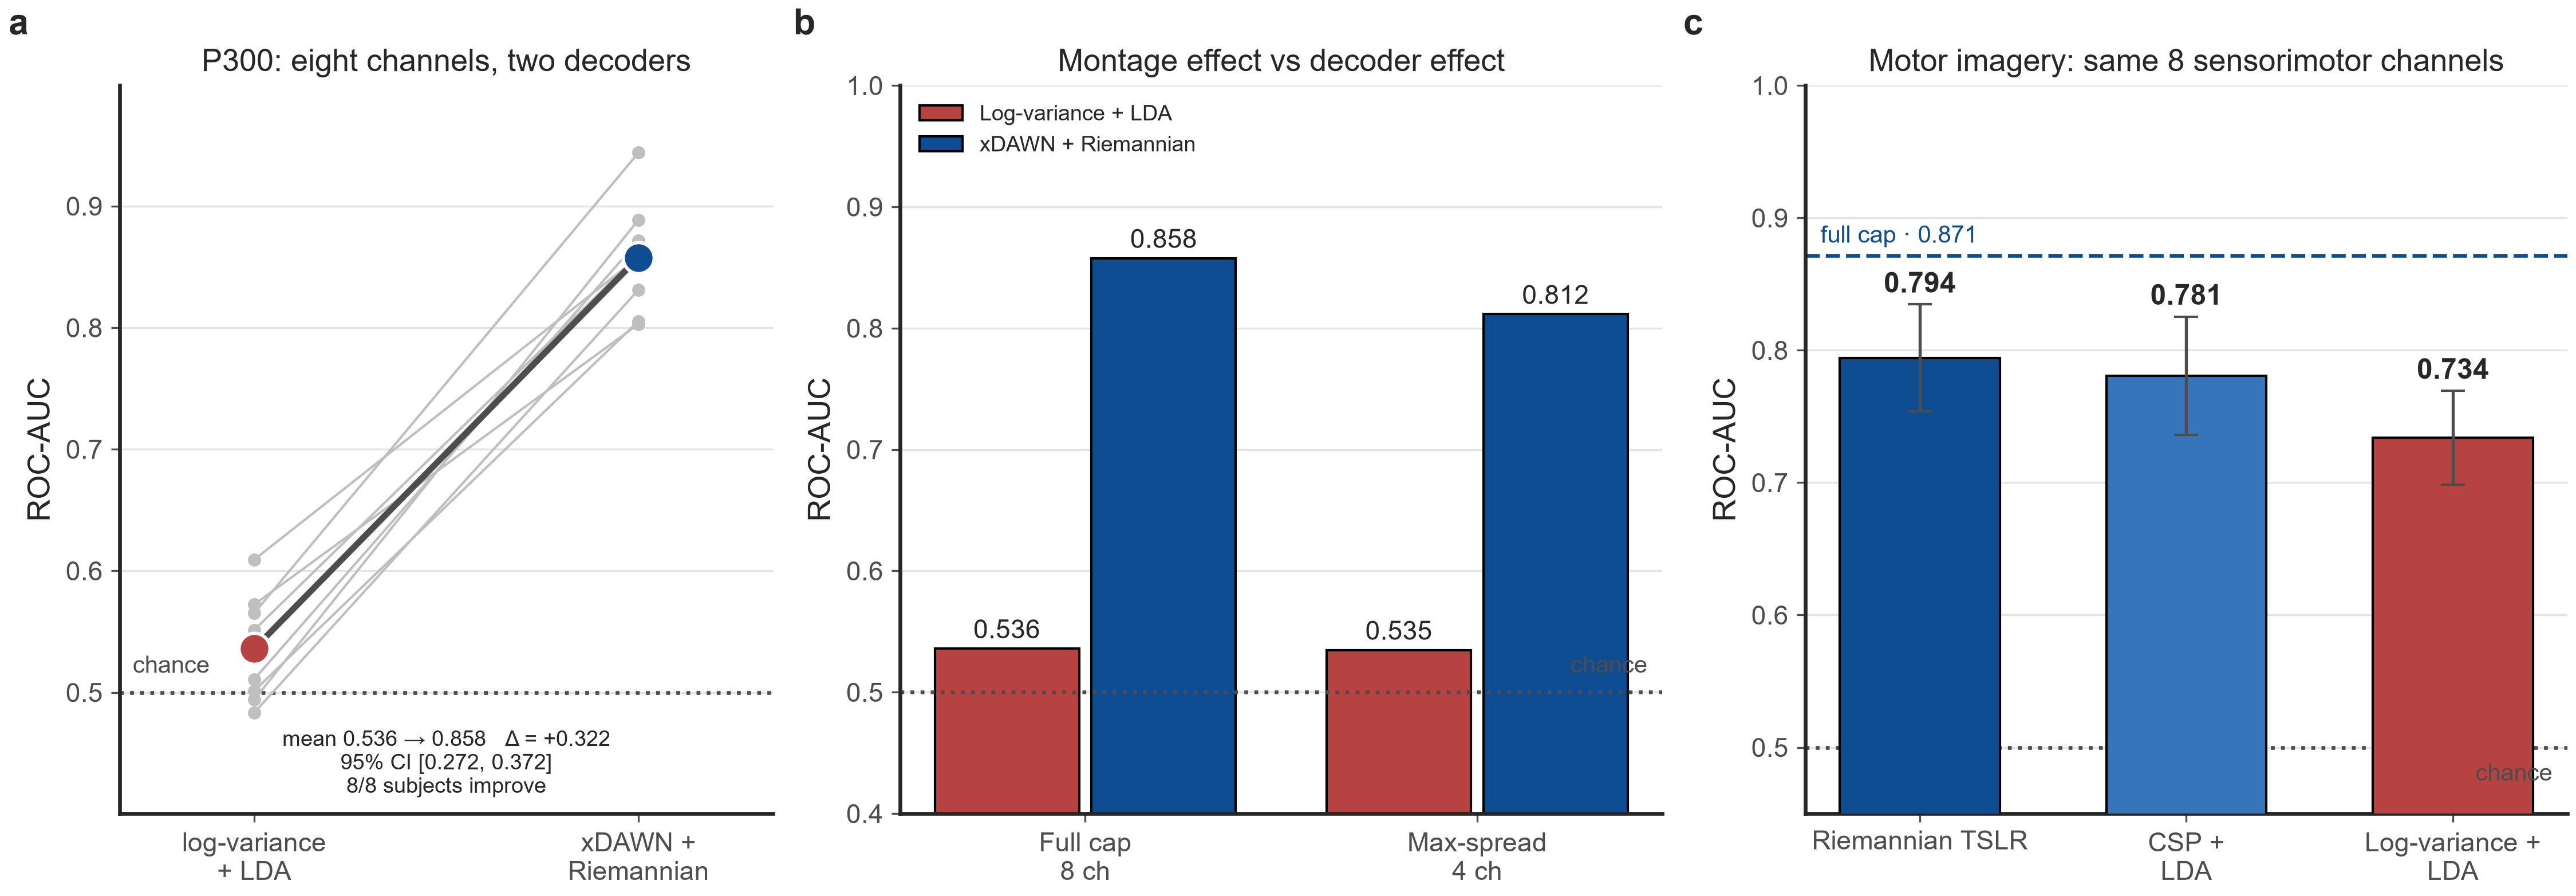 a
P300: eight channels, two decoders
ROC-AUC
0.9
0.8
0.7
0.6
0.5
chance
mean 0.536 → 0.858 Δ = +0.322
95% CI [0.272, 0.372]
8/8 subjects improve
log-variance
+ LDA
xDAWN +
Riemannian
b
Montage effect vs decoder effect
ROC-AUC
1.0
0.9
0.8
0.7
0.6
0.5
0.4
Log-variance + LDA
xDAWN + Riemannian
0.536
0.858
0.535
0.812
chance
Full cap
8 ch
Max-spread
4 ch
c
Motor imagery: same 8 sensorimotor channels
ROC-AUC
1.0
0.9
0.8
0.7
0.6
0.5
full cap · 0.871
0.794
0.781
0.734
chance
Riemannian TSLR
CSP +
LDA
Log-variance +
LDA